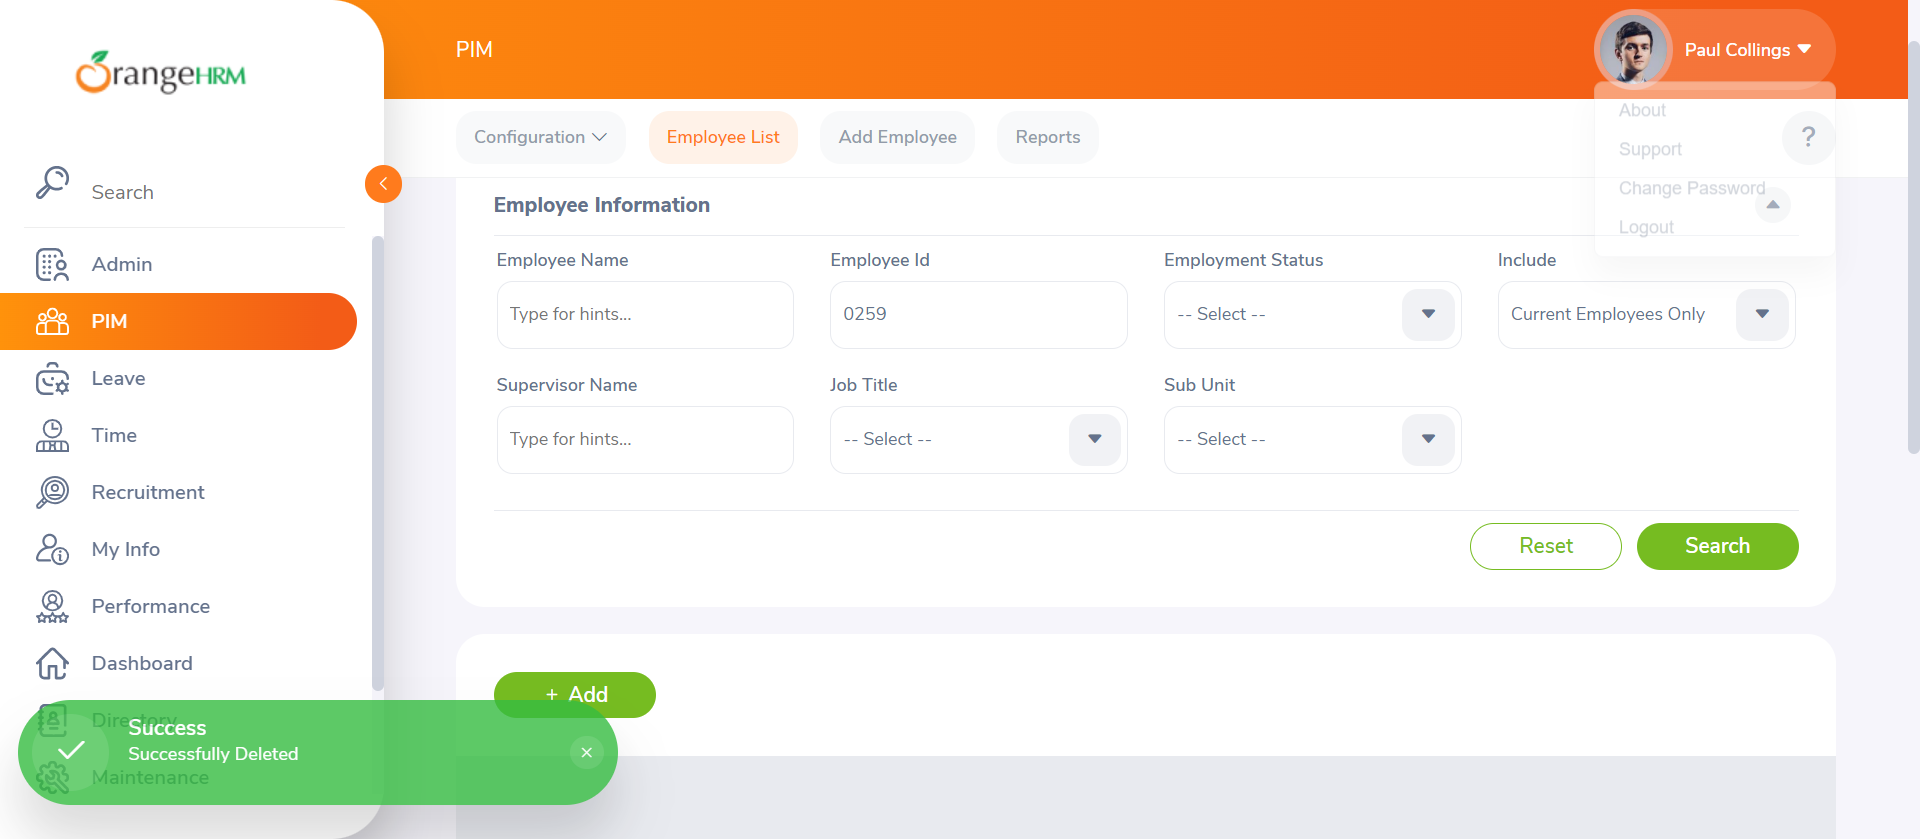 OrangeHRM
Search
Admin
PIM
Leave
Time
Recruitment
My Info
Performance
Dashboard
Directory
Maintenance
PIM
Paul Collings
About
Support
Change Password
Logout
?
Configuration
Employee List
Add Employee
Reports
Employee Information
Employee Name
Type for hints...
Employee Id
0259
Employment Status
-- Select --
Include
Current Employees Only
Supervisor Name
Type for hints...
Job Title
-- Select --
Sub Unit
-- Select --
Reset
Search
+ Add
Success
Successfully Deleted
×